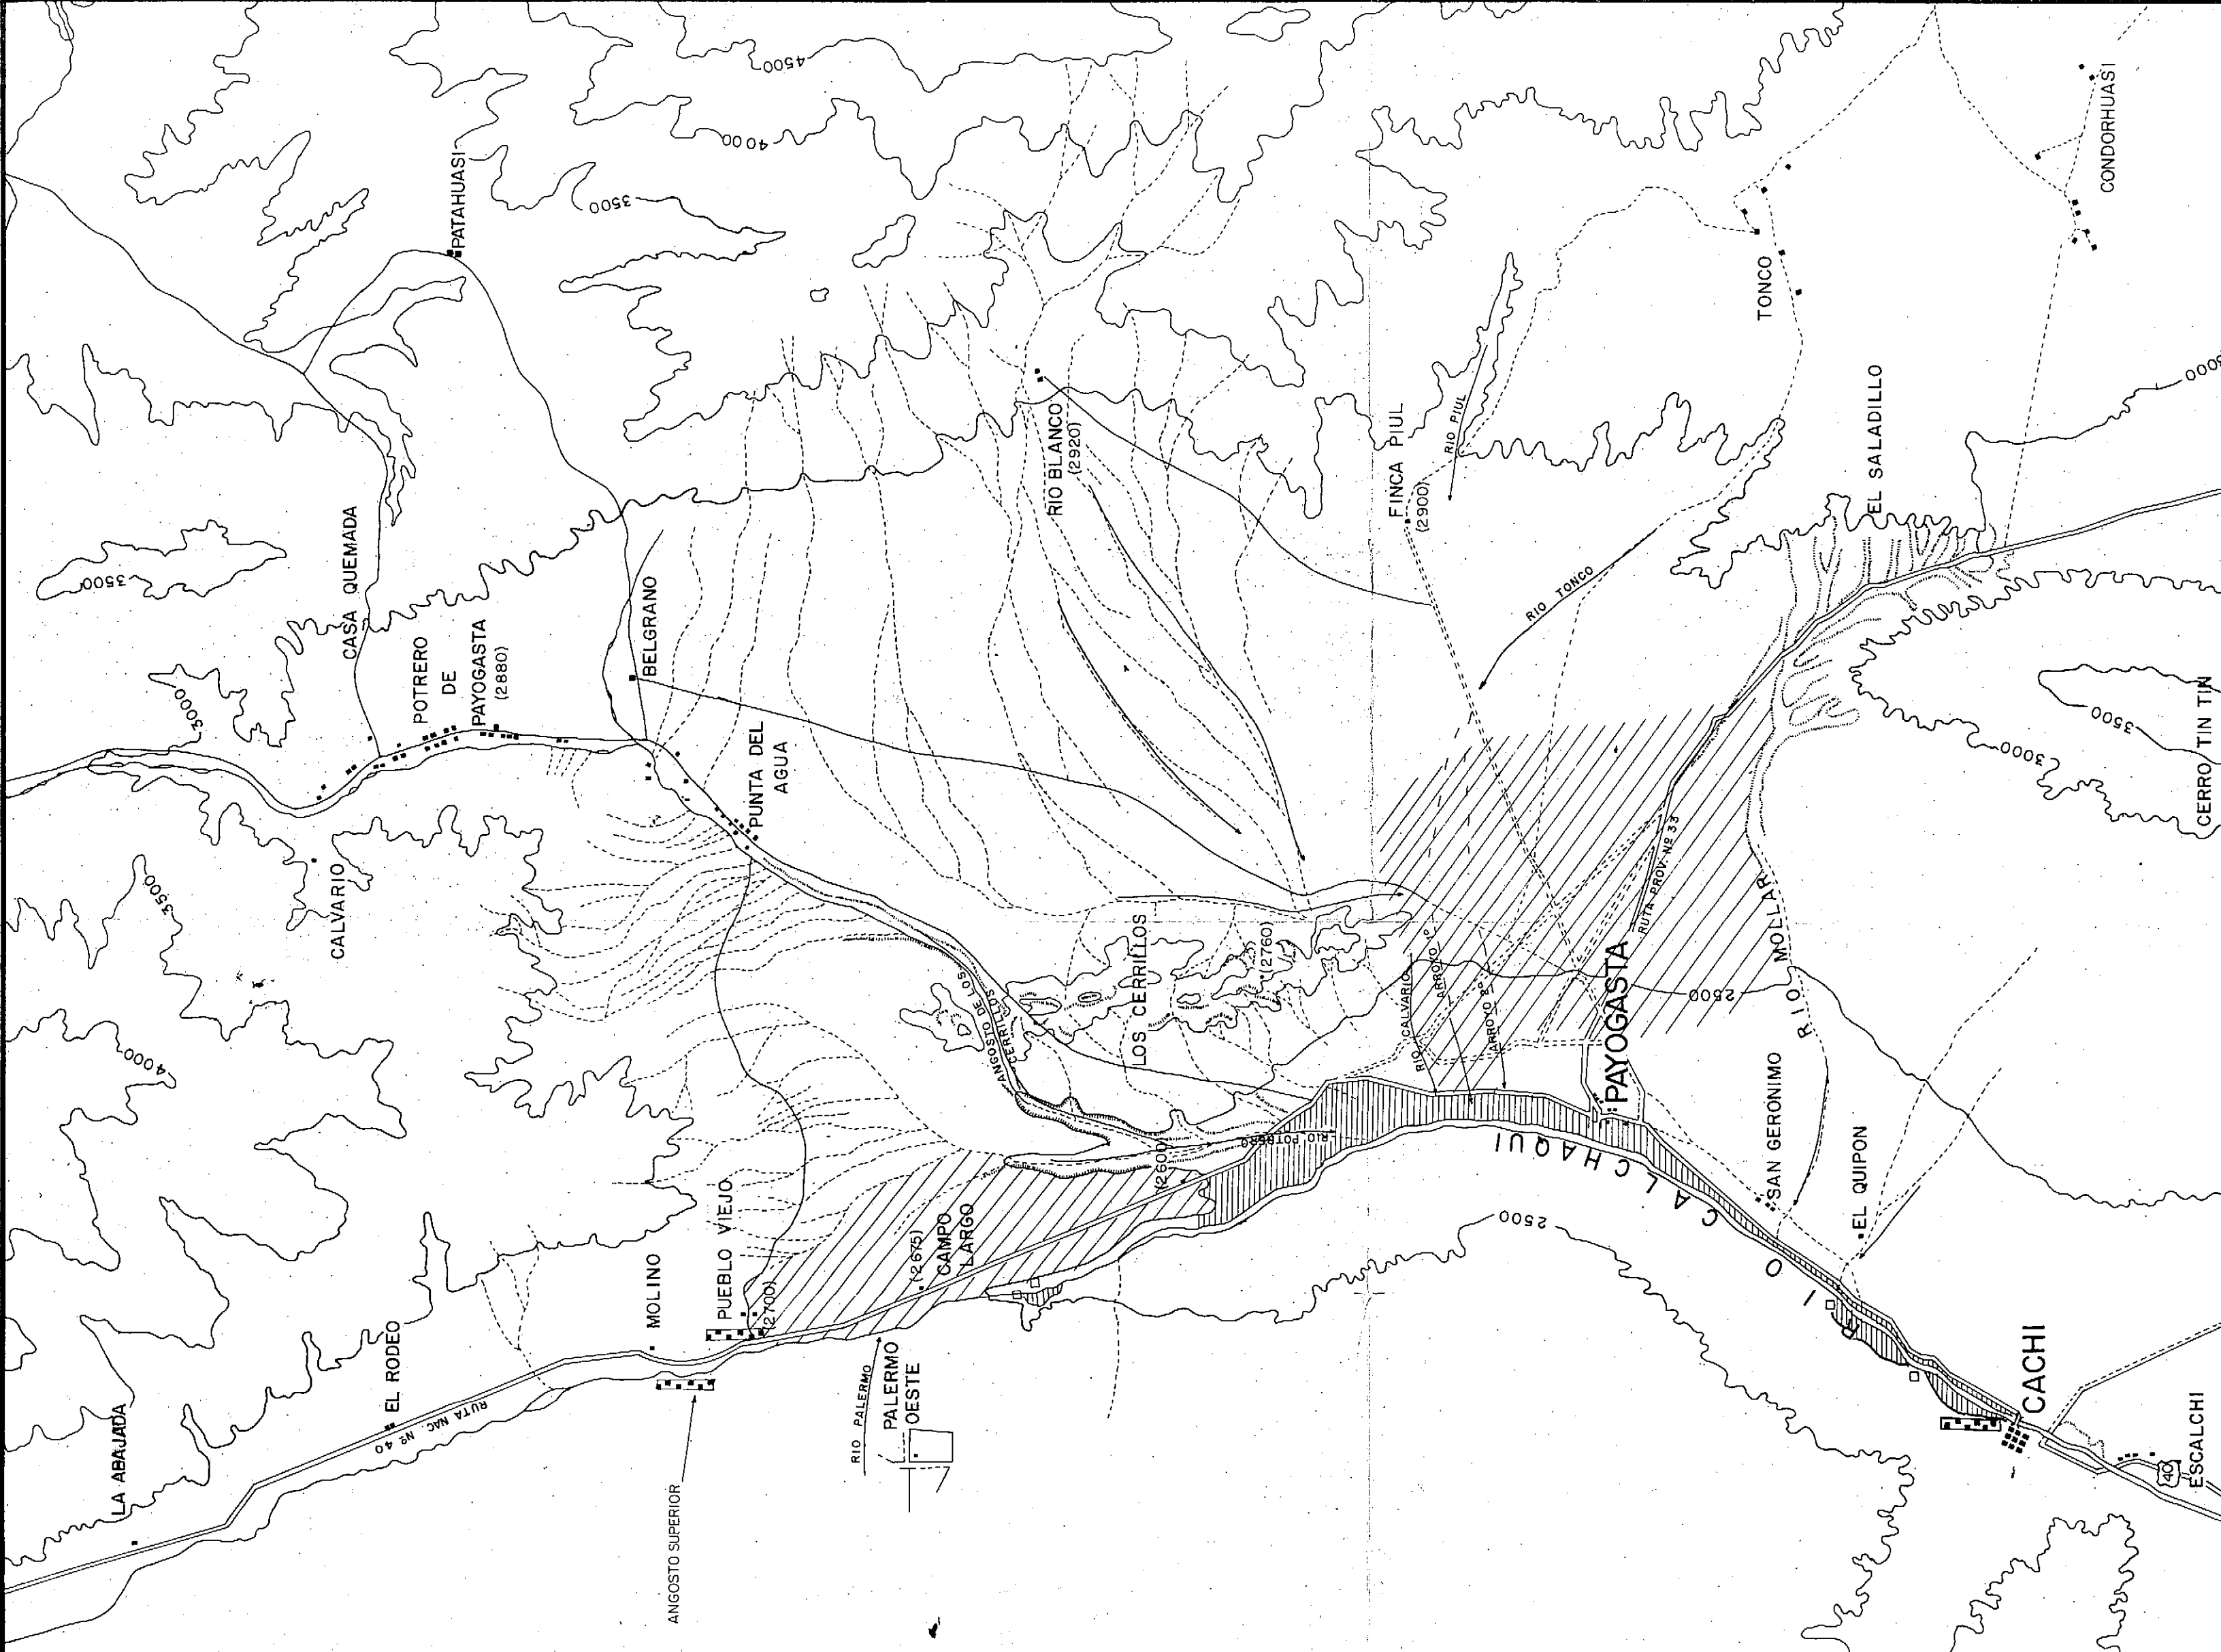 LA ABAJADA
EL RODEO
RUTA NAC. Nº 40
MOLINO
ANGOSTO SUPERIOR
PUEBLO VIEJO
(2700)
RIO PALERMO
PALERMO
OESTE
(2675)
CAMPO
LARGO
(2600)
RIO POTRERO
4000
3500
CALVARIO
3000
3500
CASA QUEMADA
POTRERO
DE
PAYOGASTA
(2880)
BELGRANO
PUNTA DEL
AGUA
PATAHUASI
3500
4000
4500
ANGOSTO DE LOS
CERRILLOS
LOS CERRILLOS
(2760)
RIO BLANCO
(2920)
FINCA PIUL
(2900)
RIO PIUL
RIO TONCO
TONCO
CONDORHUASI
EL SALADILLO
RIO CALVARIO
ARROYO
ARROYO 2º
RUTA PROV. Nº 33
PAYOGASTA
2500
RIO MOLLAR
3000
3500
CERRO TIN TIN
SAN GERONIMO
EL QUIPON
RIO CALCHAQUI
2500
CACHI
40
ESCALCHI